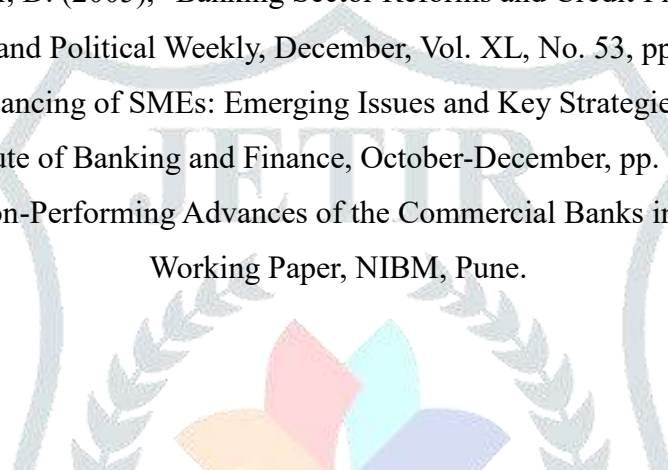 D. (2005), "Banking Sector Reforms and Credit
and Political Weekly, December, Vol. XL, No. 53, pp
ancing of SMEs: Emerging Issues and Key Strategie
JETIR
ute of Banking and Finance, October-December, pp.
on-Performing Advances of the Commercial Banks in
Working Paper, NIBM, Pune.